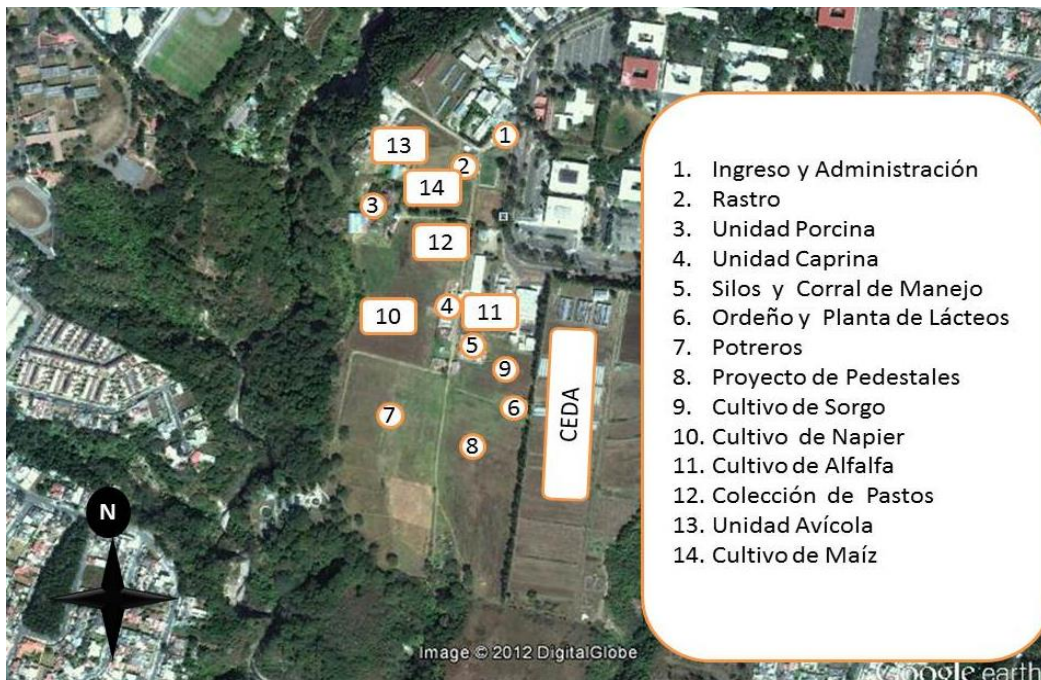 1
13
2
14
3
12
4
11
10
5
9
6
7
8
CEDA
N
1. Ingreso y Administración
2. Rastro
3. Unidad Porcina
4. Unidad Caprina
5. Silos y Corral de Manejo
6. Ordeño y Planta de Lácteos
7. Potreros
8. Proyecto de Pedestales
9. Cultivo de Sorgo
10. Cultivo de Napier
11. Cultivo de Alfalfa
12. Colección de Pastos
13. Unidad Avícola
14. Cultivo de Maíz
Image © 2012 DigitalGlobe
Google earth